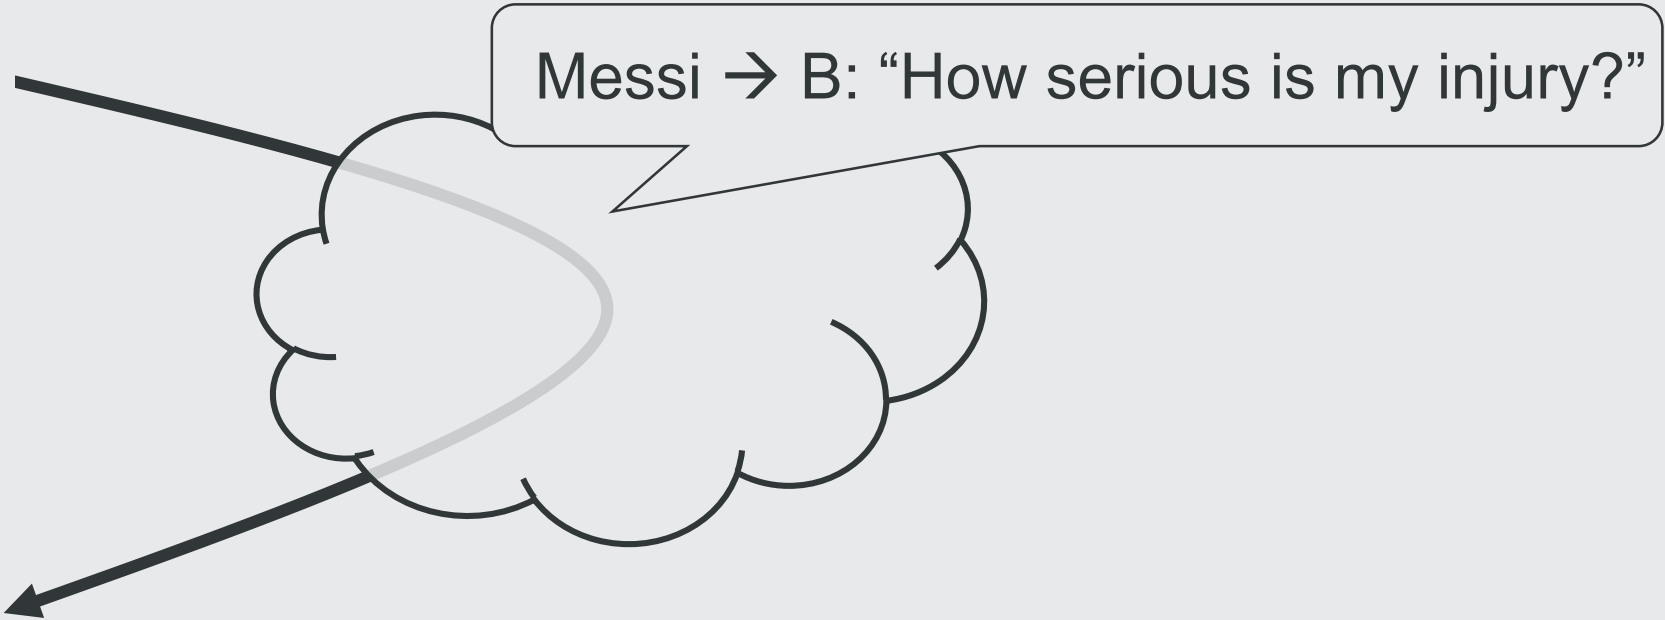 Messi → B: “How serious is my injury?”